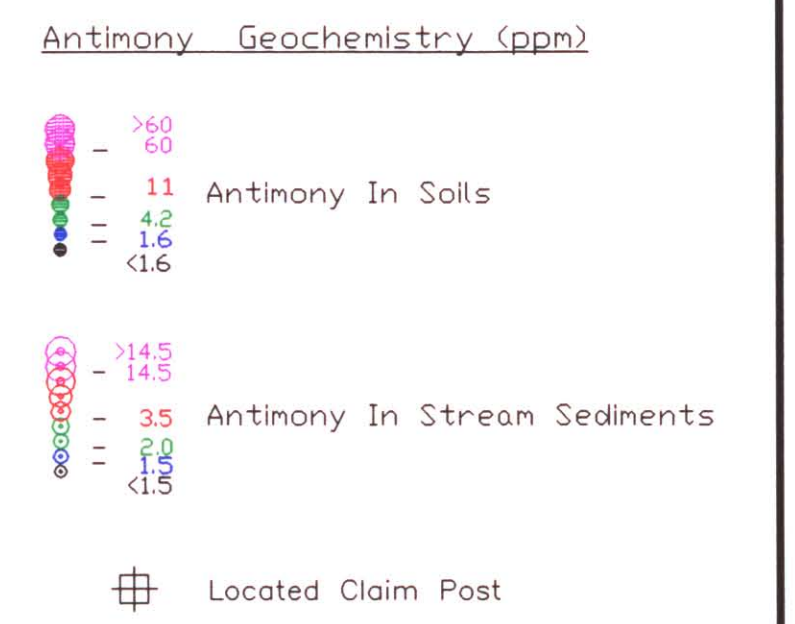 Antimony Geochemistry (ppm)
>60
– 60
– 11 Antimony In Soils
– 4.2
– 1.6
<1.6
>14.5
– 14.5
– 3.5 Antimony In Stream Sediments
– 2.0
– 1.5
<1.5
Located Claim Post